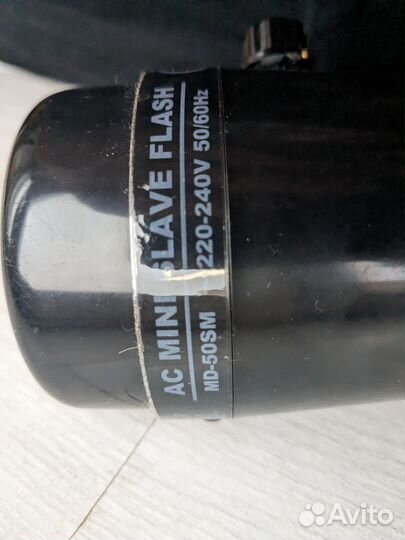 AC MINI SLAVE FLASH
MD-50SM 220-240V 50/60Hz
Avito